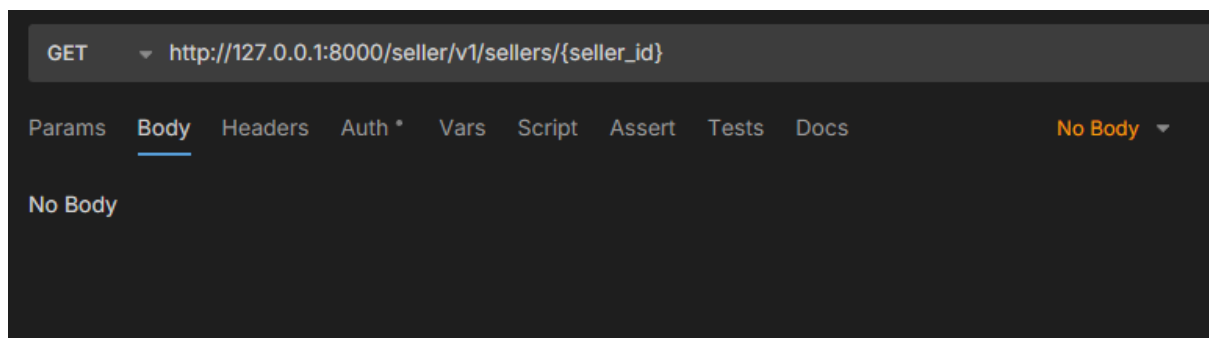 GET http://127.0.0.1:8000/seller/v1/sellers/{seller_id}
Params Body Headers Auth Vars Script Assert Tests Docs No Body
No Body